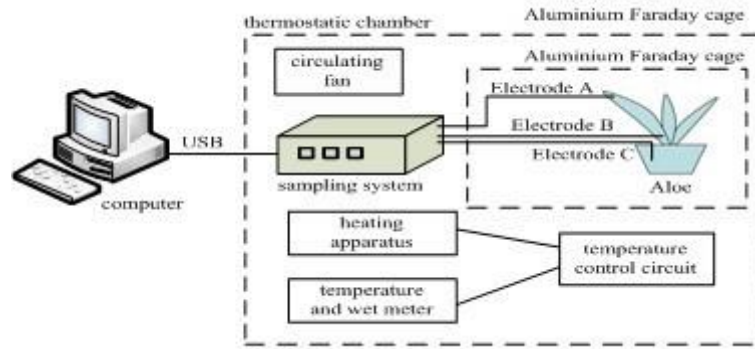 Aluminium Faraday cage
thermostatic chamber
circulating
fan
Aluminium Faraday cage
Electrode A
USB
Electrode B
Electrode C
sampling system
Aloe
computer
heating
apparatus
temperature
control circuit
temperature
and wet meter